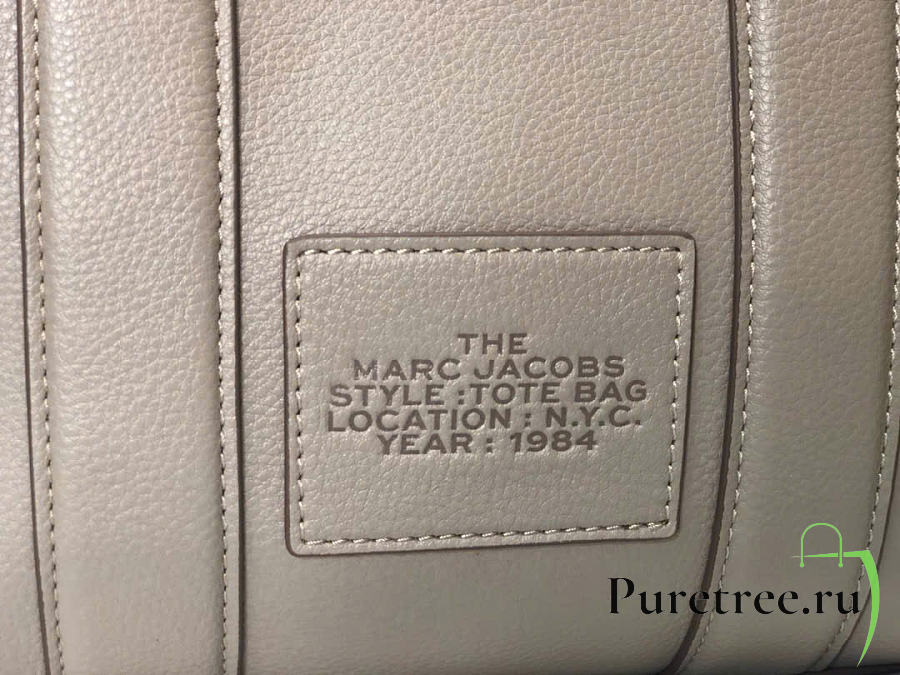 THE
MARC JACOBS
STYLE :TOTE BAG
LOCATION : N.Y.C.
YEAR : 1984
Puretree.ru